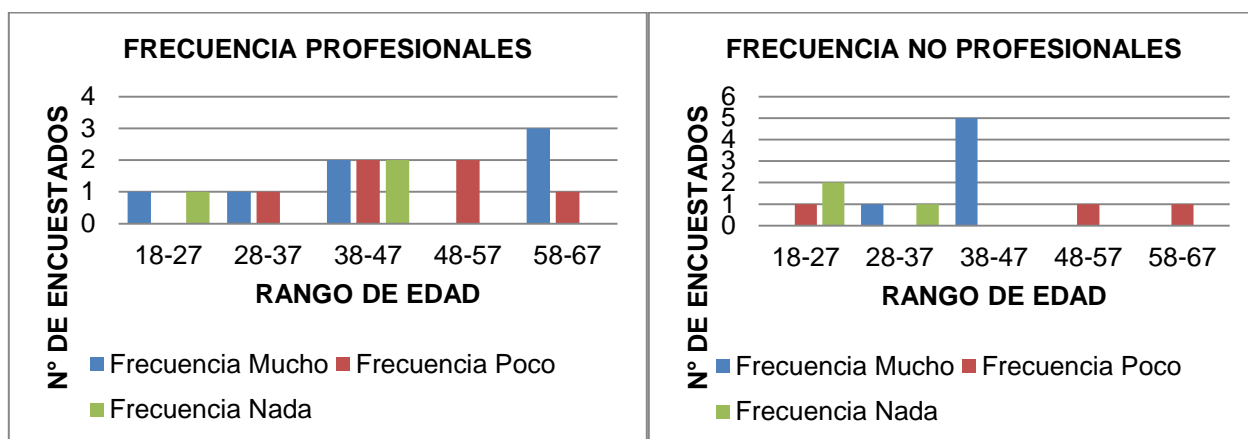 FRECUENCIA PROFESIONALES
N° DE ENCUESTADOS
4
3
2
1
0
18-27 28-37 38-47 48-57 58-67
RANGO DE EDAD
Frecuencia Mucho Frecuencia Poco
Frecuencia Nada
FRECUENCIA NO PROFESIONALES
N° DE ENCUESTADOS
6
5
4
3
2
1
0
18-27 28-37 38-47 48-57 58-67
RANGO DE EDAD
Frecuencia Mucho Frecuencia Poco
Frecuencia Nada